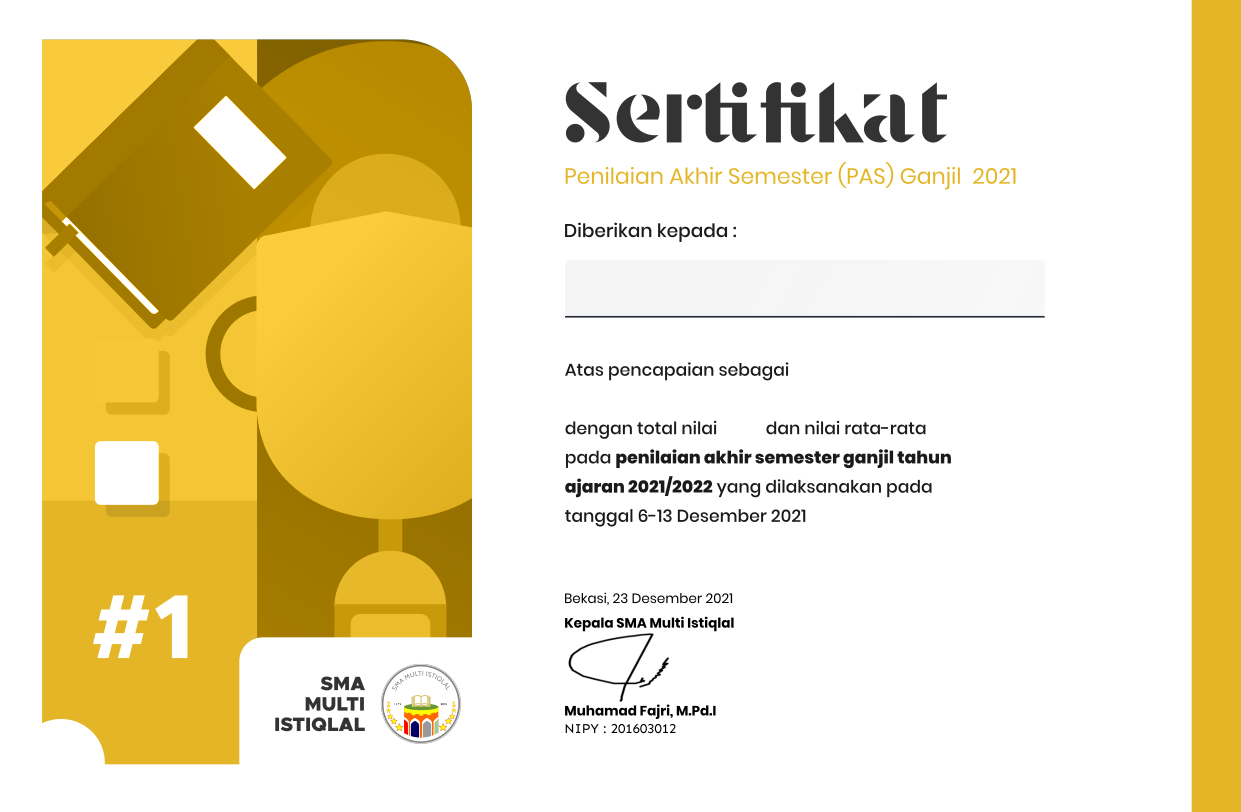 Sertifikat
Penilaian Akhir Semester (PAS) Ganjil 2021
Diberikan kepada :
Atas pencapaian sebagai
dengan total nilai dan nilai rata-rata
pada penilaian akhir semester ganjil tahun
ajaran 2021/2022 yang dilaksanakan pada
tanggal 6-13 Desember 2021
Bekasi, 23 Desember 2021
Kepala SMA Multi Istiqlal
Muhamad Fajri, M.Pd.I
NIPY : 201603012
#1
SMA
MULTI
ISTIQLAL
SMA MULTI ISTIQLAL